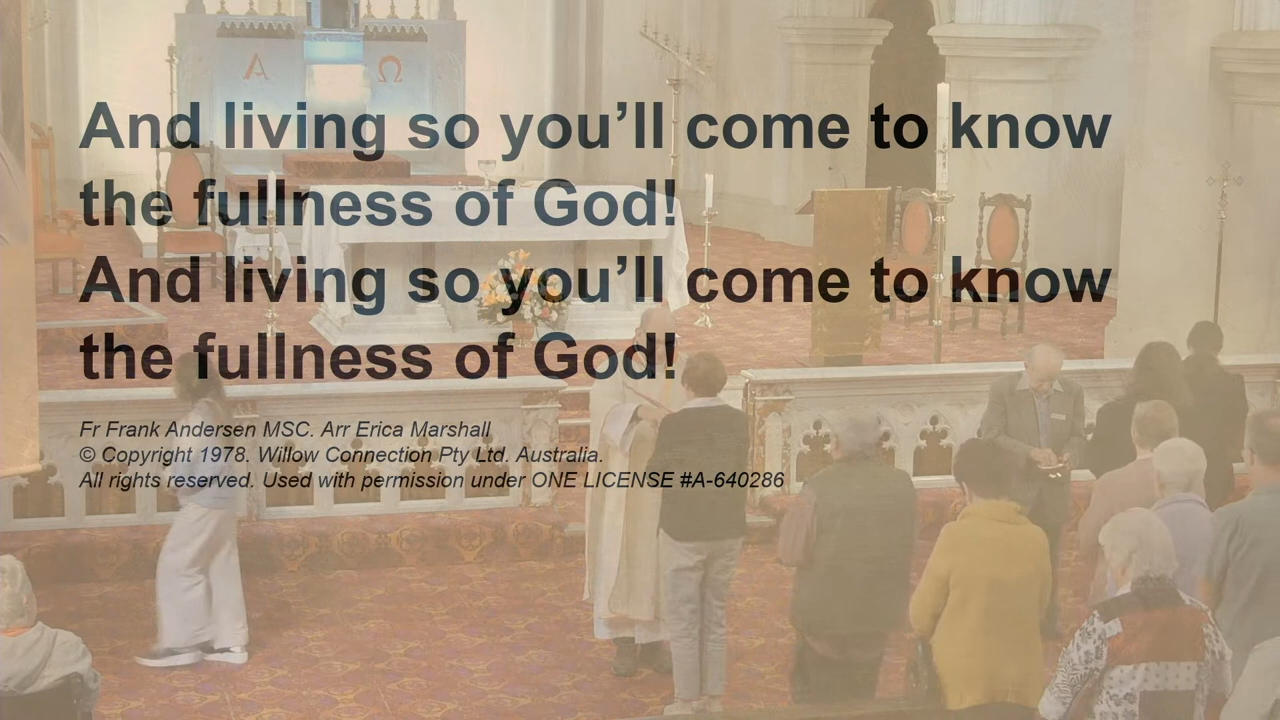 Α Ω
And living so you’ll come to know
the fullness of God!
And living so you’ll come to know
the fullness of God!
Fr Frank Andersen MSC. Arr Erica Marshall
© Copyright 1978. Willow Connection Pty Ltd. Australia.
All rights reserved. Used with permission under ONE LICENSE #A-640286